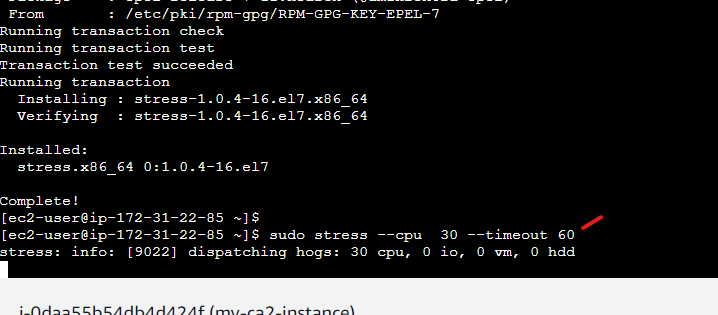 From        : /etc/pki/rpm-gpg/RPM-GPG-KEY-EPEL-7
Running transaction check
Running transaction test
Transaction test succeeded
Running transaction
  Installing : stress-1.0.4-16.el7.x86_64
  Verifying  : stress-1.0.4-16.el7.x86_64
Installed:
  stress.x86_64 0:1.0.4-16.el7
Complete!
[ec2-user@ip-172-31-22-85 ~]$
[ec2-user@ip-172-31-22-85 ~]$ sudo stress --cpu  30 --timeout 60
stress: info: [9022] dispatching hogs: 30 cpu, 0 io, 0 vm, 0 hdd
i-0daa55b54db4d424f (my-ca2-instance)